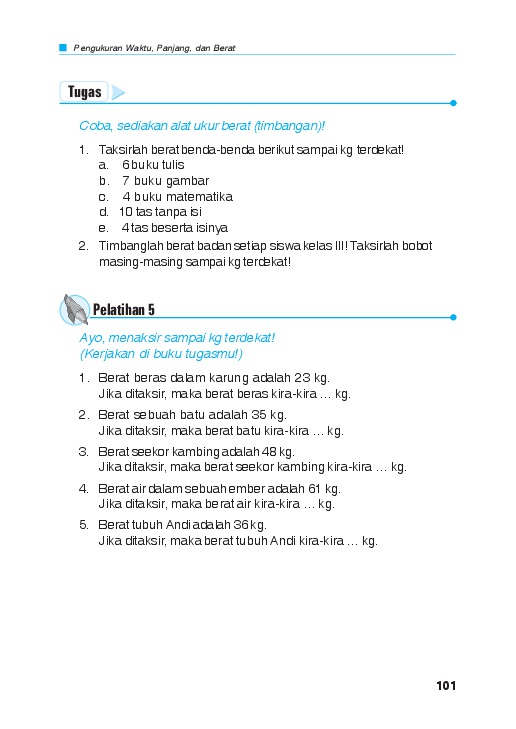 Pengukuran Waktu, Panjang, dan Berat
Tugas
Coba, sediakan alat ukur berat (timbangan)!
1. Taksirlah berat benda-benda berikut sampai kg terdekat!
a. 6 buku tulis
b. 7 buku gambar
c. 4 buku matematika
d. 10 tas tanpa isi
e. 4 tas beserta isinya
2. Timbanglah berat badan setiap siswa kelas III! Taksirlah bobot
masing-masing sampai kg terdekat!
Pelatihan 5
Ayo, menaksir sampai kg terdekat!
(Kerjakan di buku tugasmu!)
1. Berat beras dalam karung adalah 23 kg.
Jika ditaksir, maka berat beras kira-kira ... kg.
2. Berat sebuah batu adalah 35 kg.
Jika ditaksir, maka berat batu kira-kira ... kg.
3. Berat seekor kambing adalah 48 kg.
Jika ditaksir, maka berat seekor kambing kira-kira ... kg.
4. Berat air dalam sebuah ember adalah 61 kg.
Jika ditaksir, maka berat air kira-kira ... kg.
5. Berat tubuh Andi adalah 36 kg.
Jika ditaksir, maka berat tubuh Andi kira-kira ... kg.
101